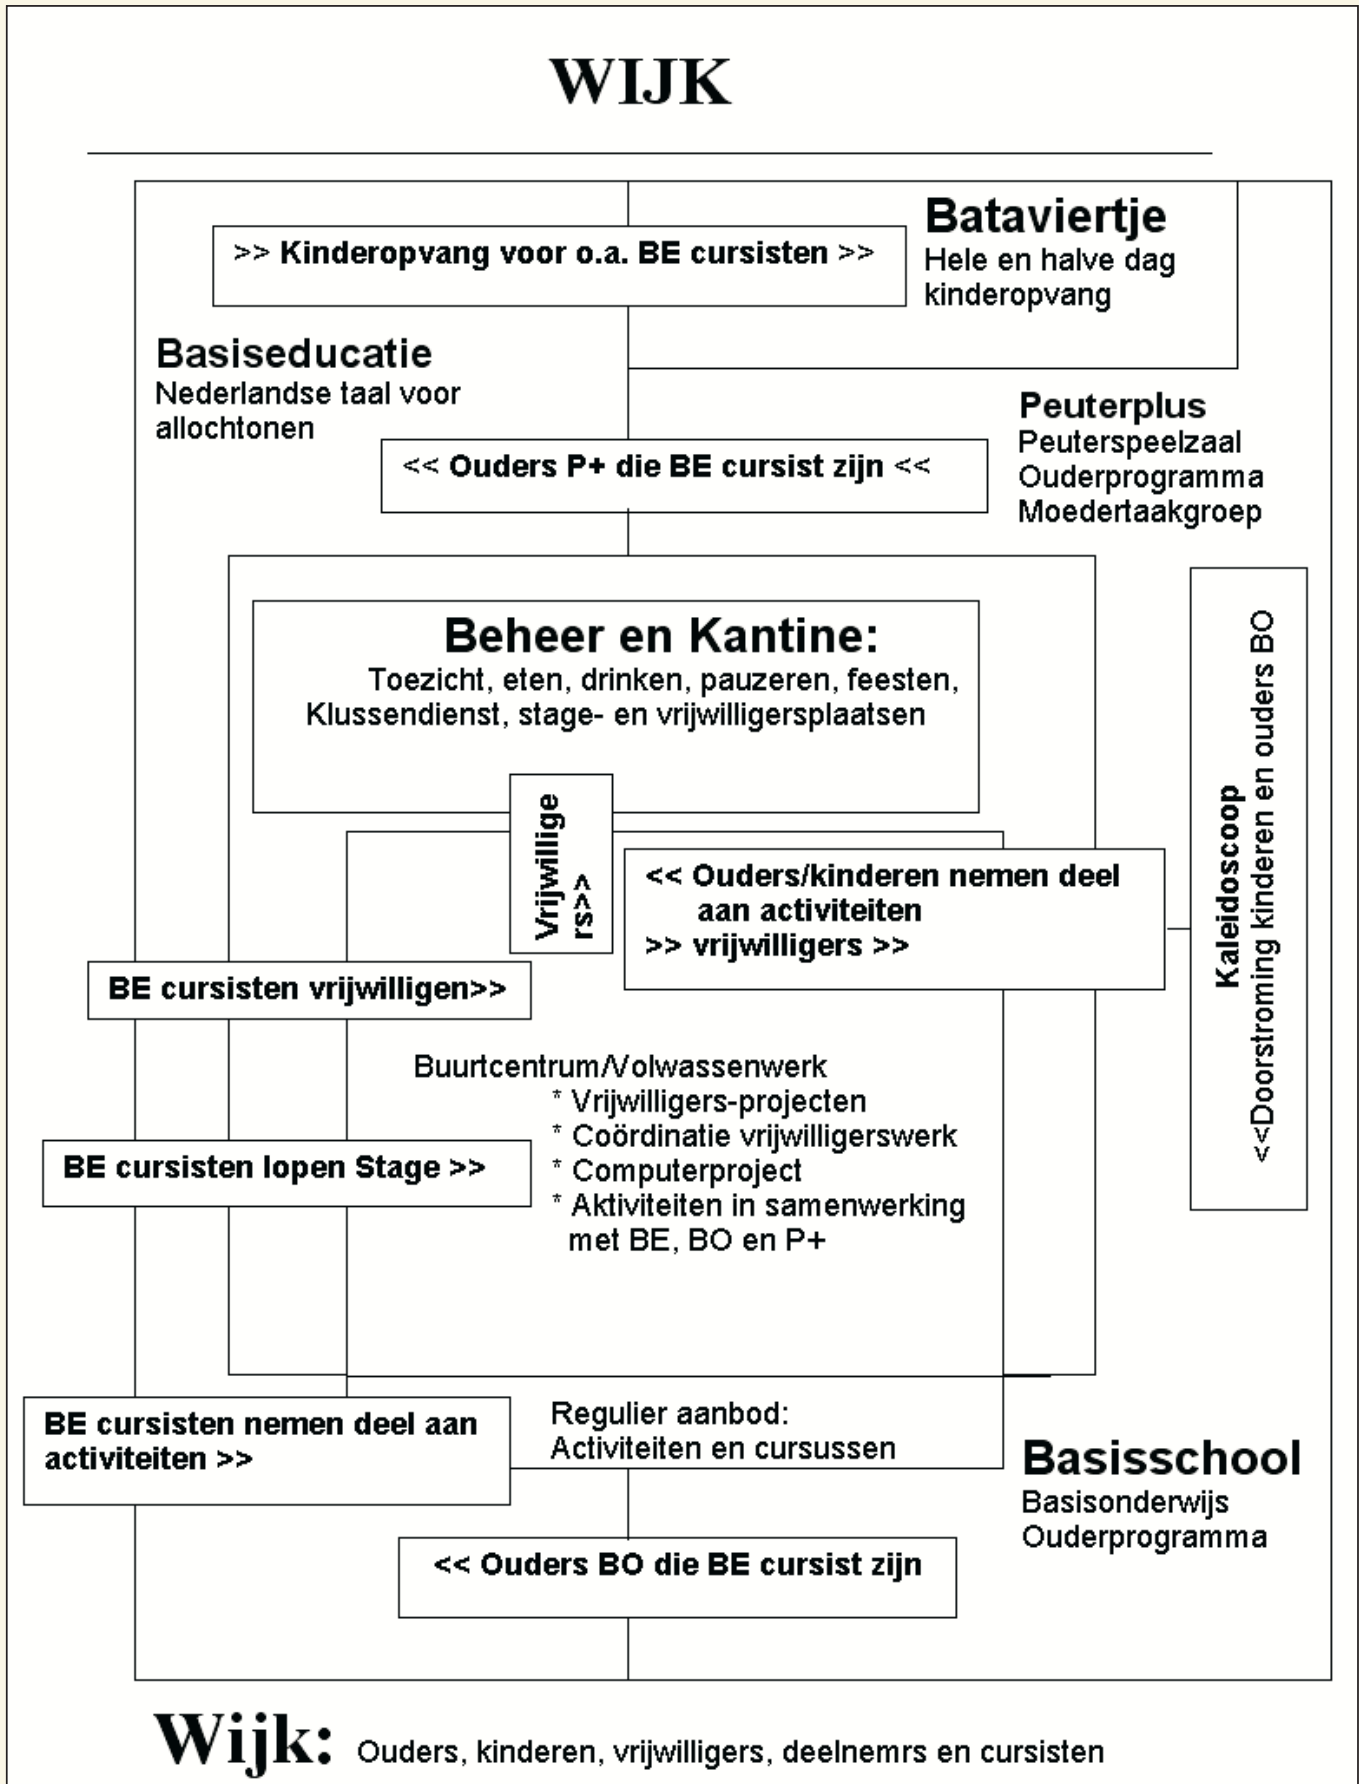 WIJK
Bataviertje
Hele en halve dag
kinderopvang
>> Kinderopvang voor o.a. BE cursisten >>
Basiseducatie
Nederlandse taal voor
allochtonen
Peuterplus
Peuterspeelzaal
Ouderprogramma
Moedertaakgroep
<< Ouders P+ die BE cursist zijn <<
Beheer en Kantine:
Toezicht, eten, drinken, pauzeren, feesten,
Klussendienst, stage- en vrijwilligersplaatsen
Vrijwillige
rs>>
<< Ouders/kinderen nemen deel
aan activiteiten
>> vrijwilligers >>
Kaleidoscoop
<<Doorstroming kinderen en ouders BO
BE cursisten vrijwilligen>>
Buurtcentrum/Volwassenwerk
* Vrijwilligers-projecten
* Coördinatie vrijwilligerswerk
* Computerproject
* Aktiviteiten in samenwerking
met BE, BO en P+
BE cursisten lopen Stage >>
BE cursisten nemen deel aan
activiteiten >>
Regulier aanbod:
Activiteiten en cursussen
Basisschool
Basisonderwijs
Ouderprogramma
<< Ouders BO die BE cursist zijn
Wijk: Ouders, kinderen, vrijwilligers, deelnemrs en cursisten